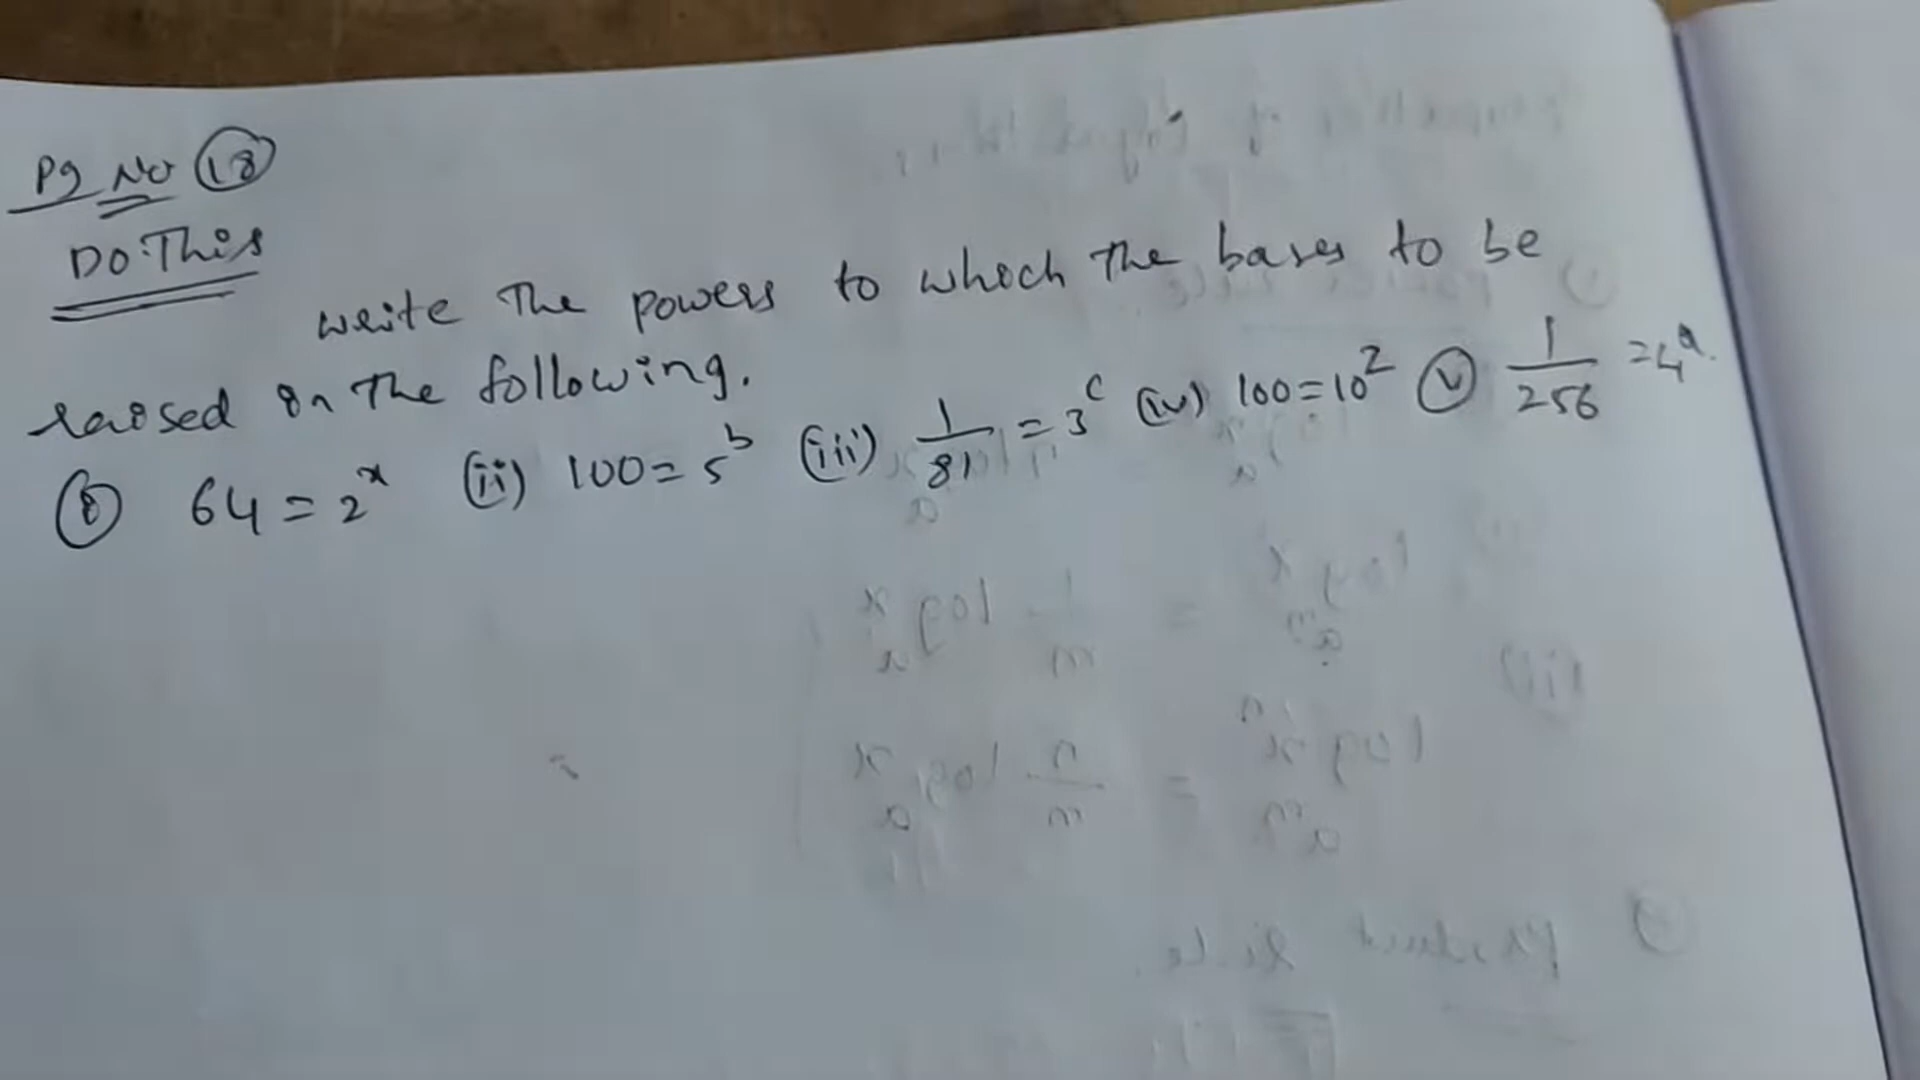 Pg No 18
Do This
Write The powers to which The bases to be
raised in The following.
(i) 64 = 2^x (ii) 100 = 5^b (iii) 1/81 = 3^c (iv) 100 = 10^z (v) 1/256 = 4^a.